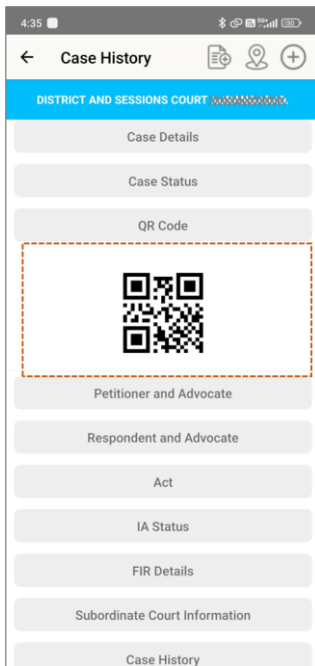 4:35
30
Case History
DISTRICT AND SESSIONS COURT
Case Details
Case Status
QR Code
Petitioner and Advocate
Respondent and Advocate
Act
IA Status
FIR Details
Subordinate Court Information
Case History